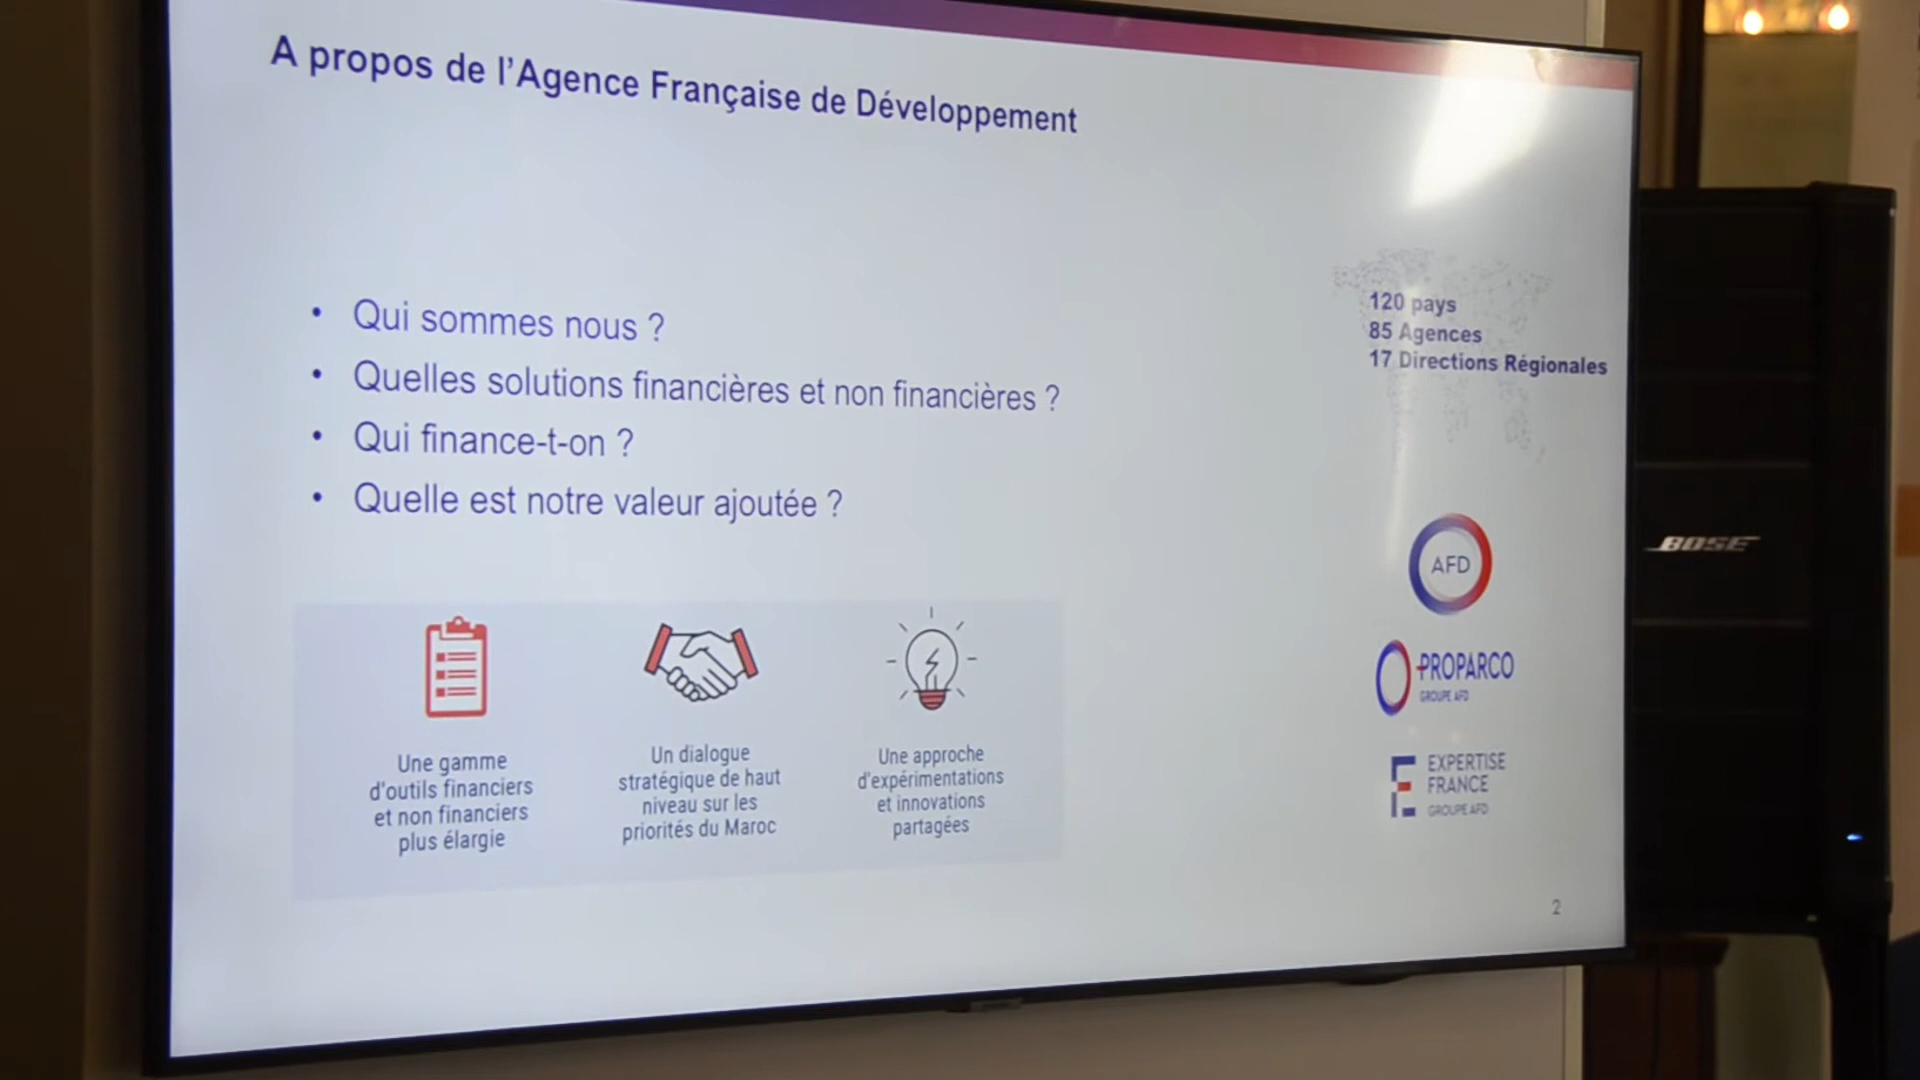 A propos de l'Agence Française de Développement
• Qui sommes nous ?
• Quelles solutions financières et non financières ?
• Qui finance-t-on ?
• Quelle est notre valeur ajoutée ?
120 pays
85 Agences
17 Directions Régionales
AFD
PROPARCO
GROUPE AFD
EXPERTISE
FRANCE
GROUPE AFD
Une gamme
d'outils financiers
et non financiers
plus élargie
Un dialogue
stratégique de haut
niveau sur les
priorités du Maroc
Une approche
d'expérimentations
et innovations
partagées
2
BOSE